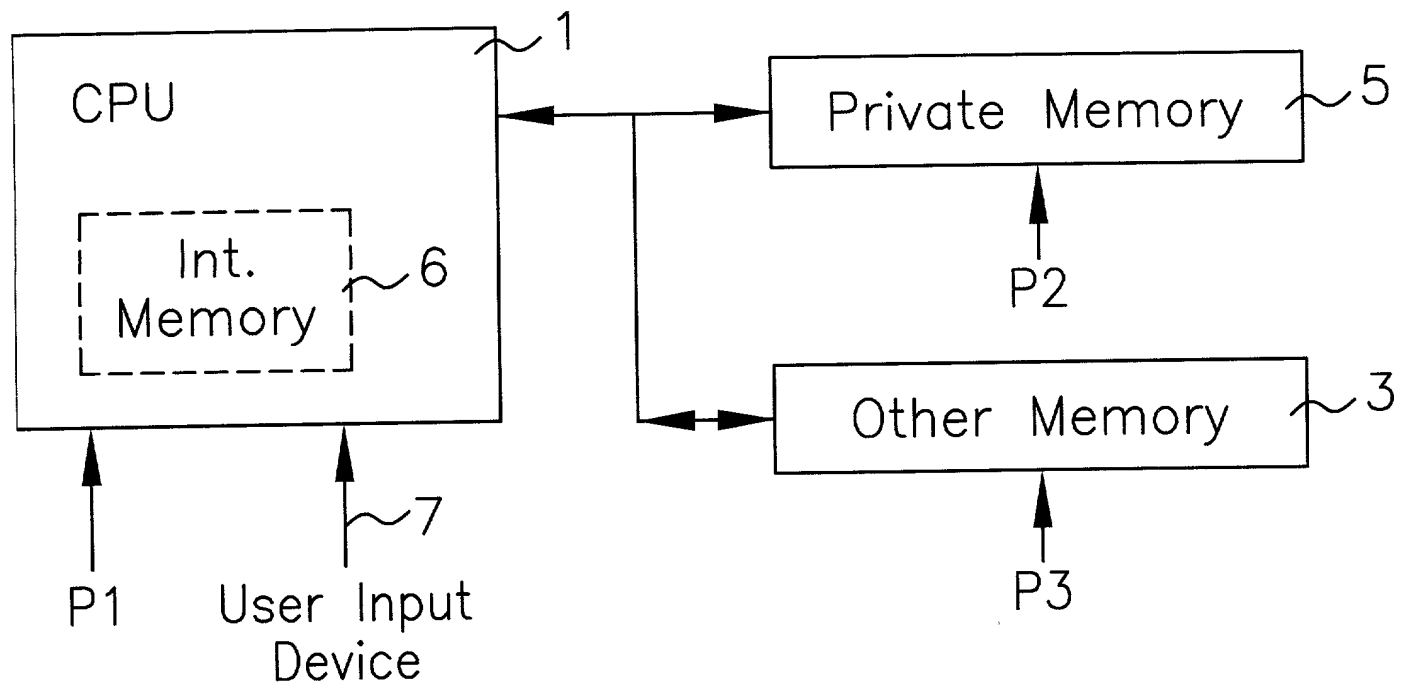 1
CPU
Private Memory
5
Int.
Memory
6
P2
Other Memory
3
7
P1
User Input
Device
P3